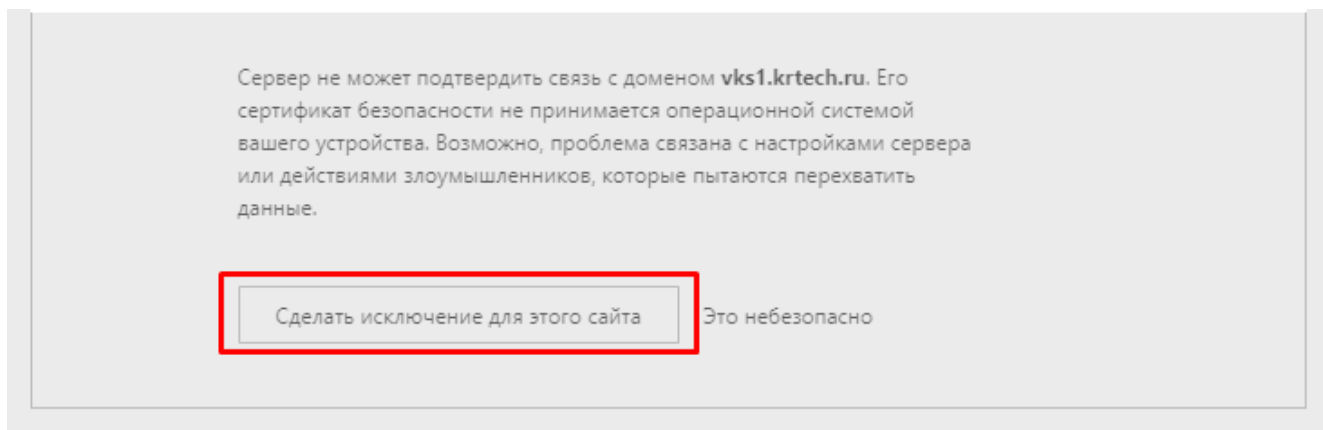 Сервер не может подтвердить связь с доменом vks1.krtech.ru. Его
сертификат безопасности не принимается операционной системой
вашего устройства. Возможно, проблема связана с настройками сервера
или действиями злоумышленников, которые пытаются перехватить
данные.
Сделать исключение для этого сайта Это небезопасно